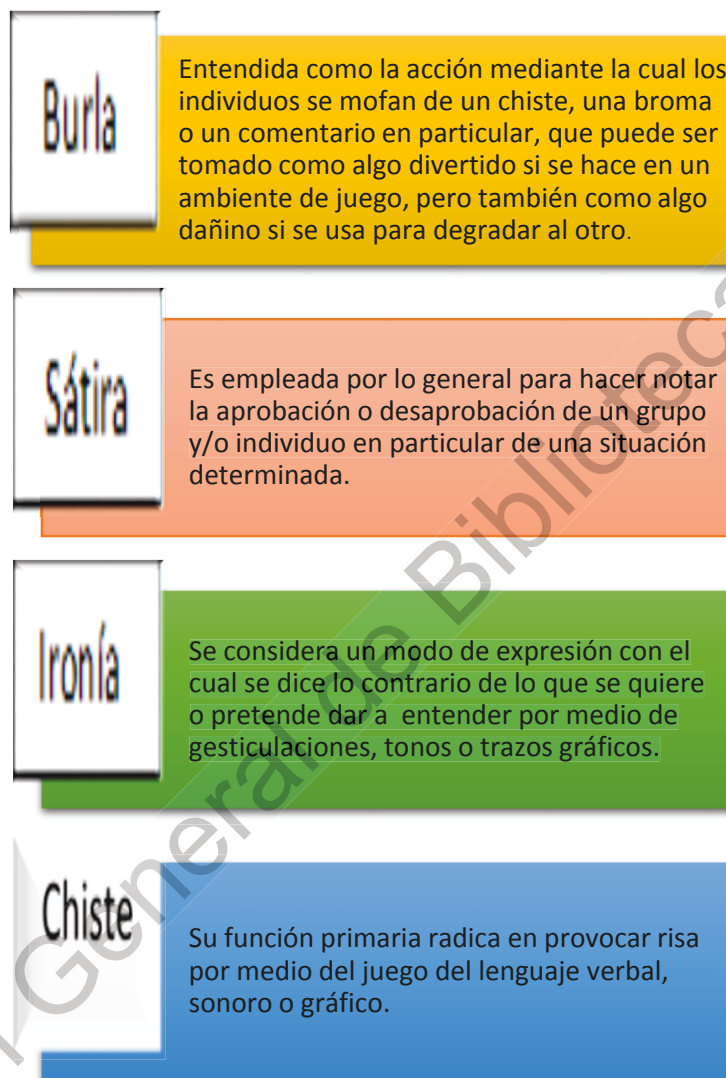 Burla
Entendida como la acción mediante la cual los
individuos se mofan de un chiste, una broma
o un comentario en particular, que puede ser
tomado como algo divertido si se hace en un
ambiente de juego, pero también como algo
dañino si se usa para degradar al otro.
Sátira
Es empleada por lo general para hacer notar
la aprobación o desaprobación de un grupo
y/o individuo en particular de una situación
determinada.
Ironía
Se considera un modo de expresión con el
cual se dice lo contrario de lo que se quiere
o pretende dar a  entender por medio de
gesticulaciones, tonos o trazos gráficos.
Chiste
Su función primaria radica en provocar risa
por medio del juego del lenguaje verbal,
sonoro o gráfico.
General de Biblioteca